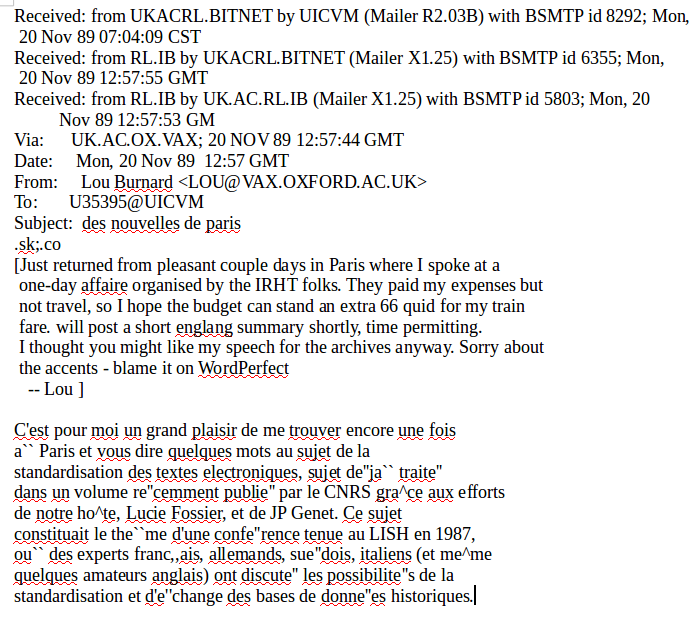 Received: from UKACRL.BITNET by UICVM (Mailer R2.03B) with BSMTP id 8292; Mon,
20 Nov 89 07:04:09 CST
Received: from RL.IB by UKACRL.BITNET (Mailer X1.25) with BSMTP id 6355; Mon,
20 Nov 89 12:57:55 GMT
Received: from RL.IB by UK.AC.RL.IB (Mailer X1.25) with BSMTP id 5803; Mon, 20
Nov 89 12:57:53 GM
Via: UK.AC.OX.VAX; 20 NOV 89 12:57:44 GMT
Date: Mon, 20 Nov 89 12:57 GMT
From: Lou Burnard <LOU@VAX.OXFORD.AC.UK>
To: U35395@UICVM
Subject: des nouvelles de paris
.sk;.co
[Just returned from pleasant couple days in Paris where I spoke at a
one-day affaire organised by the IRHT folks. They paid my expenses but
not travel, so I hope the budget can stand an extra 66 quid for my train
fare. will post a short englang summary shortly, time permitting.
I thought you might like my speech for the archives anyway. Sorry about
the accents - blame it on WordPerfect
-- Lou ]
C'est pour moi un grand plaisir de me trouver encore une fois
a`` Paris et vous dire quelques mots au sujet de la
standardisation des textes electroniques, sujet de"ja`` traite"
dans un volume re"cemment publie" par le CNRS gra^ce aux efforts
de notre ho^te, Lucie Fossier, et de JP Genet. Ce sujet
constituait le the``me d'une confe"rence tenue au LISH en 1987,
ou`` des experts franc,,ais, allemands, sue"dois, italiens (et me^me
quelques amateurs anglais) ont discute" les possibilite"s de la
standardisation et d'e"change des bases de donne"es historiques.